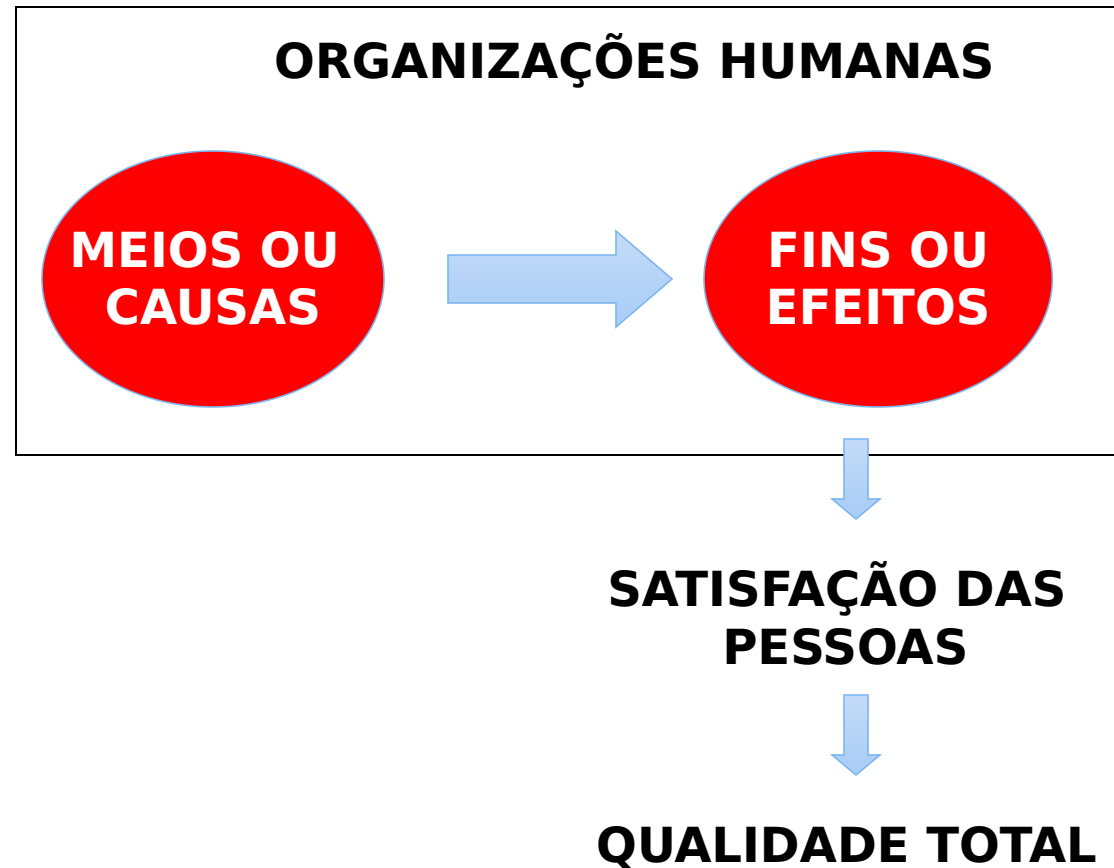 ORGANIZAÇÕES HUMANAS
MEIOS OU
CAUSAS
FINS OU
EFEITOS
SATISFAÇÃO DAS
PESSOAS
QUALIDADE TOTAL